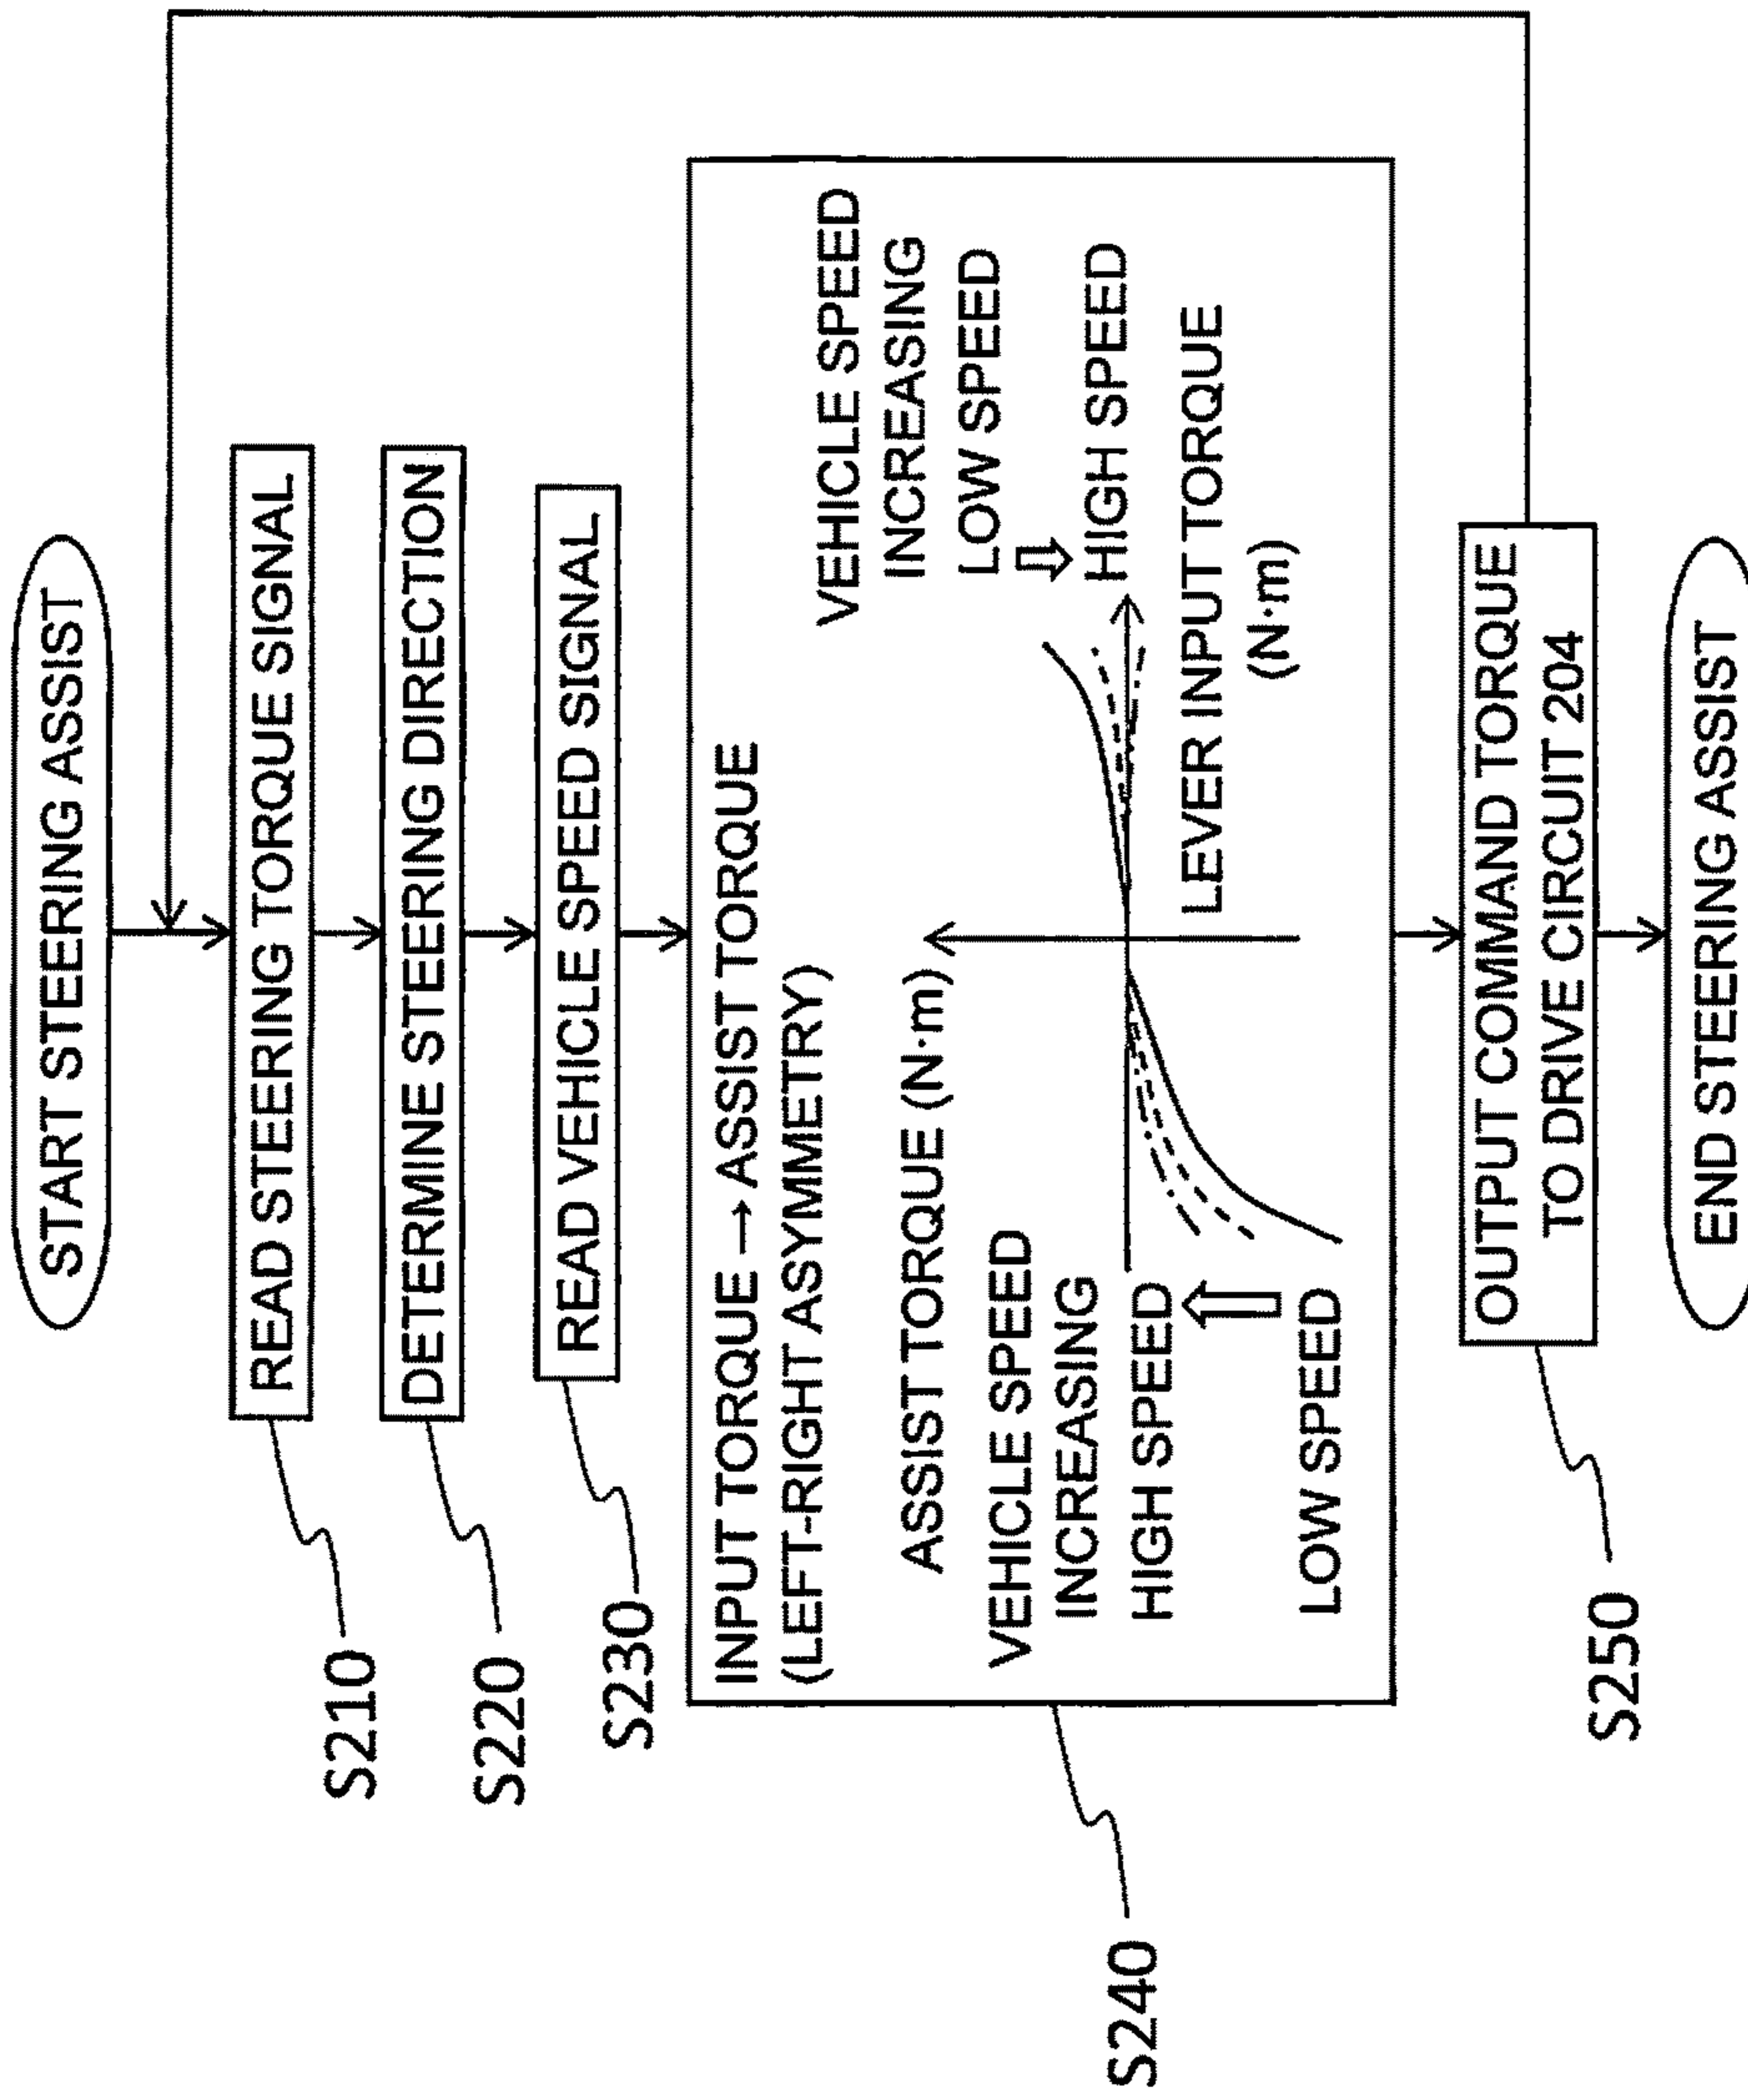 START STEERING ASSIST
READ STEERING TORQUE SIGNAL
S210
DETERMINE STEERING DIRECTION
S220
READ VEHICLE SPEED SIGNAL
S230
INPUT TORQUE → ASSIST TORQUE
(LEFT-RIGHT ASYMMETRY)
ASSIST TORQUE (N·m)
VEHICLE SPEED
INCREASING
HIGH SPEED
LOW SPEED
VEHICLE SPEED
INCREASING
LOW SPEED
HIGH SPEED
LEVER INPUT TORQUE
(N·m)
S240
OUTPUT COMMAND TORQUE
TO DRIVE CIRCUIT 204
S250
END STEERING ASSIST